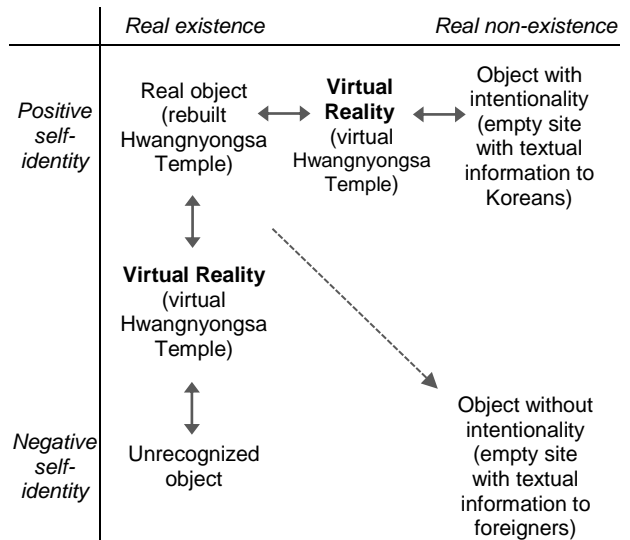 Real existence
Real non-existence
Positive
self-
identity
Real object
(rebuilt
Hwangnyongsa
Temple)
Virtual
Reality
(virtual
Hwangnyongsa
Temple)
Object with
intentionality
(empty site
with textual
information to
Koreans)
Virtual Reality
(virtual
Hwangnyongsa
Temple)
Negative
self-
identity
Unrecognized
object
Object without
intentionality
(empty site
with textual
information to
foreigners)